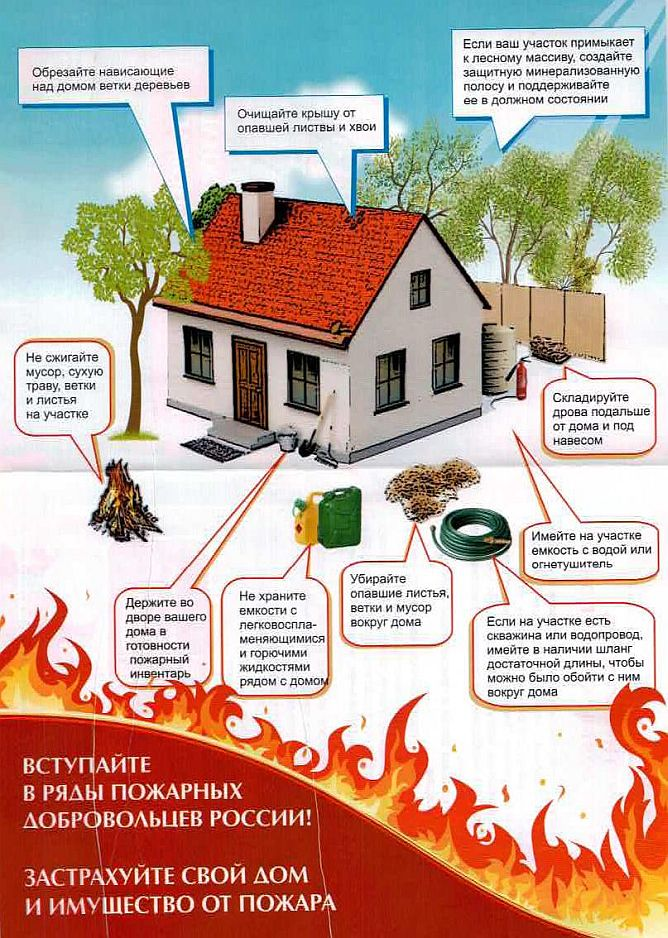 Обрезайте нависающие
над домом ветки деревьев
Очищайте крышу от
опавшей листвы и хвои
Если ваш участок примыкает
к лесному массиву, создайте
защитную минерализованную
полосу и поддерживайте
ее в должном состоянии
Не сжигайте
мусор, сухую
траву, ветки
и листья
на участке
Складируйте
дрова подальше
от дома и под
навесом
Имейте на участке
емкость с водой или
огнетушитель
Держите во
дворе вашего
дома в
готовности
пожарный
инвентарь
Не храните
емкости с
легковоспла-
меняющимися
и горючими
жидкостями
рядом с домом
Убирайте
опавшие листья,
ветки и мусор
вокруг дома
Если на участке есть
скважина или водопровод,
имейте в наличии шланг
достаточной длины, чтобы
можно было обойти с ним
вокруг дома
ВСТУПАЙТЕ
В РЯДЫ ПОЖАРНЫХ
ДОБРОВОЛЬЦЕВ РОССИИ!
ЗАСТРАХУЙТЕ СВОЙ ДОМ
И ИМУЩЕСТВО ОТ ПОЖАРА